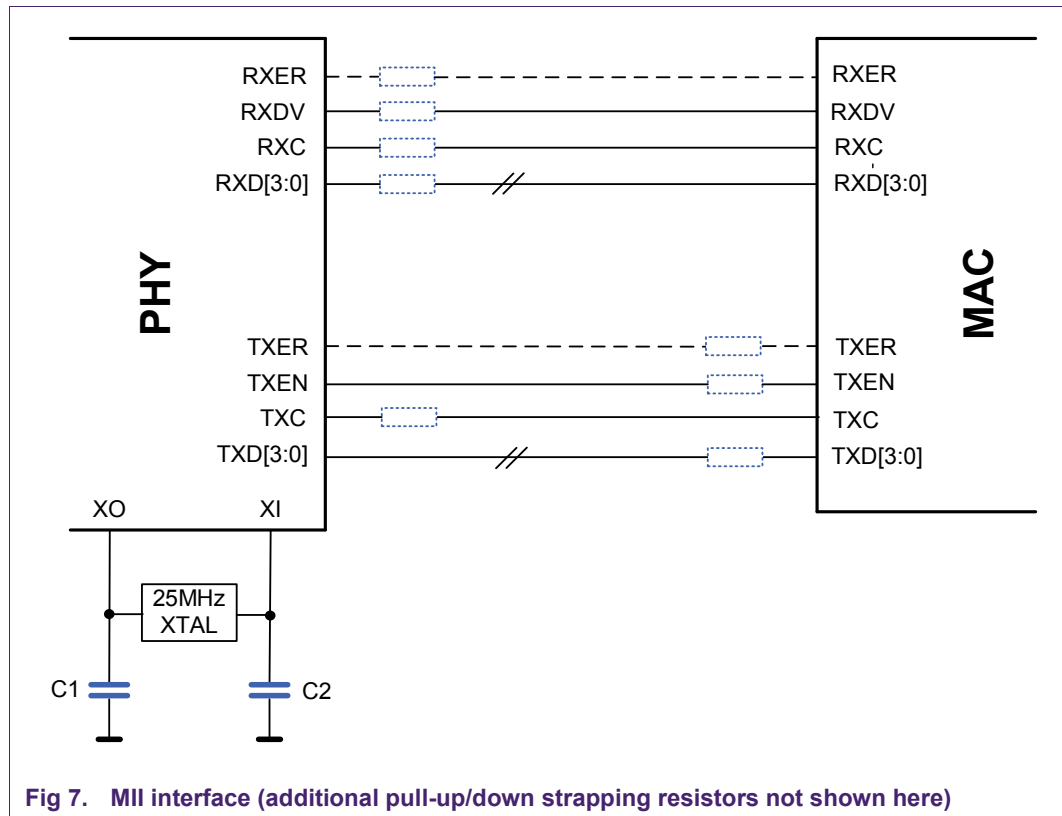 RXER RXER
RXDV RXDV
RXC RXC
RXD[3:0] RXD[3:0]
PHY
MAC
TXER TXER
TXEN TXEN
TXC TXC
TXD[3:0] TXD[3:0]
XO XI
25MHz
XTAL
C1 C2
Fig 7. MII interface (additional pull-up/down strapping resistors not shown here)